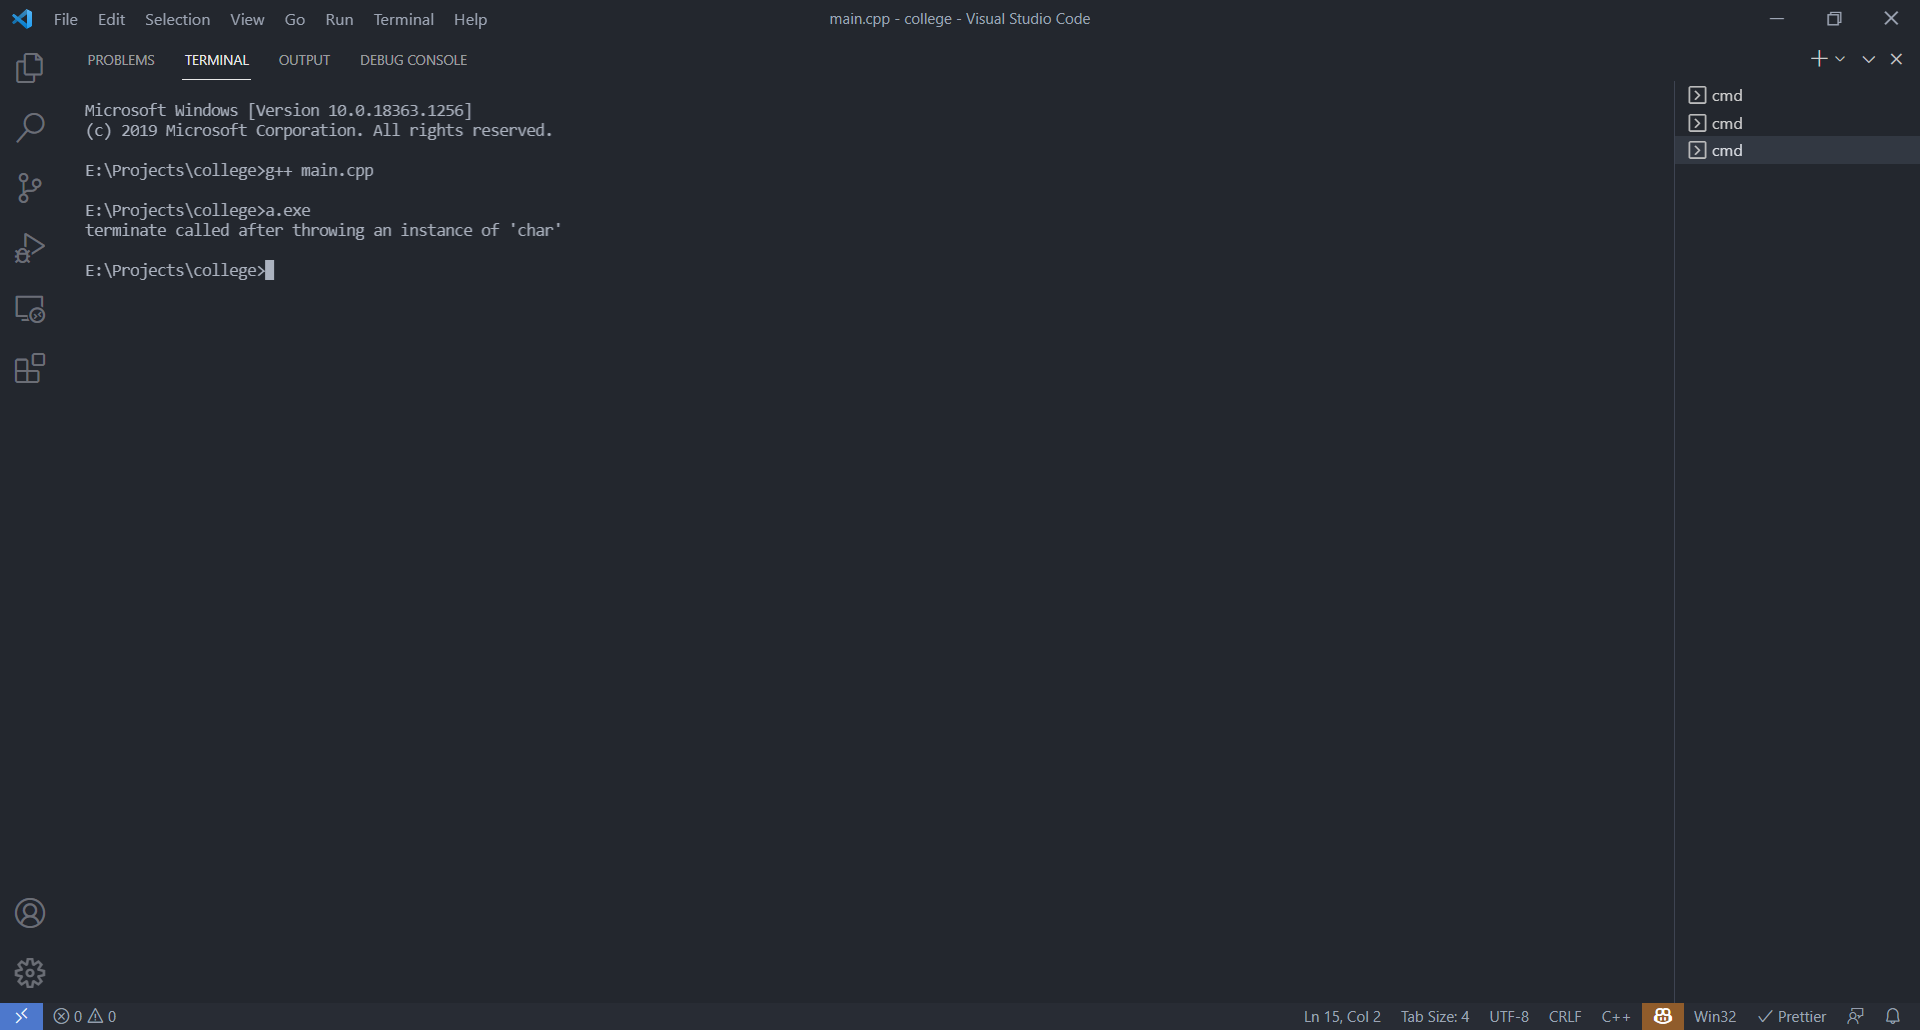 File Edit Selection View Go Run Terminal Help
main.cpp - college - Visual Studio Code
PROBLEMS TERMINAL OUTPUT DEBUG CONSOLE
Microsoft Windows [Version 10.0.18363.1256]
(c) 2019 Microsoft Corporation. All rights reserved.
E:\Projects\college>g++ main.cpp
E:\Projects\college>a.exe
terminate called after throwing an instance of 'char'
E:\Projects\college>
cmd
cmd
cmd
0 0
Ln 15, Col 2 Tab Size: 4 UTF-8 CRLF C++ Win32 Prettier